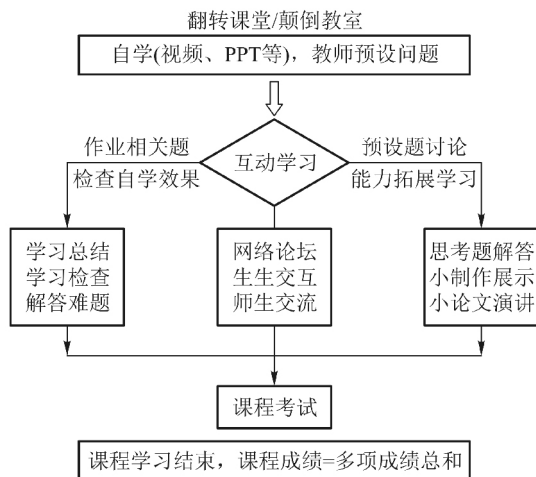 翻转课堂/颠倒教室
自学(视频、PPT等)，教师预设问题
作业相关题
检查自学效果
互动学习
预设题讨论
能力拓展学习
学习总结
学习检查
解答难题
网络论坛
生生交互
师生交流
思考题解答
小制作展示
小论文演讲
课程考试
课程学习结束，课程成绩=多项成绩总和